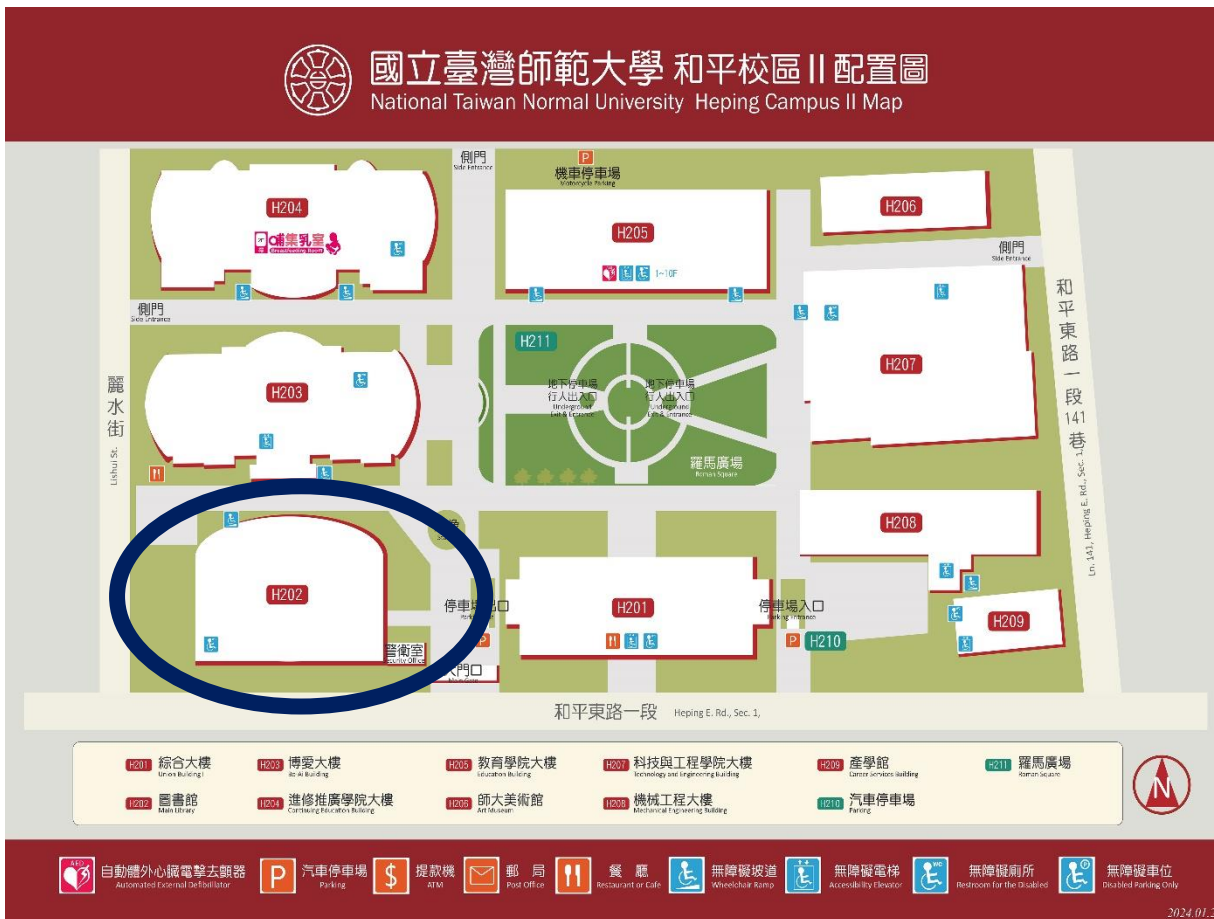 國立臺灣師範大學 和平校區 II 配置圖
National Taiwan Normal University Heping Campus II Map
側門
Side Entrance
P
機車停車場
Motorcycle Parking
H204
哺集乳室
Breastfeeding Room
H205
1~10F
H206
側門
Side Entrance
側門
Side Entrance
H211
H203
H207
地下停車場
行人出入口
Underground
Exit & Entrance
地下停車場
行人出入口
Underground
Exit & Entrance
羅馬廣場
Roman Square
麗水街
Lishui St.
和平東路一段141巷
Ln. 141, Heping E. Rd., Sec. 1,
H208
H202
停車場出口
P
H201
停車場入口
Parking Entrance
P
H210
H209
警衛室
Security Office
大門口
和平東路一段 Heping E. Rd., Sec. 1,
H201 綜合大樓
Union Building I
H203 博愛大樓
Bo Ai Building
H205 教育學院大樓
Education Building
H207 科技與工程學院大樓
Technology and Engineering Building
H209 產學館
Career Services Building
H211 羅馬廣場
Roman Square
H202 圖書館
Main Library
H204 進修推廣學院大樓
Continuing Education Building
H206 師大美術館
Art Museum
H208 機械工程大樓
Mechanical Engineering Building
H210 汽車停車場
Parking
AED
自動體外心臟電擊去顫器
Automated External Defibrillator
P
汽車停車場
Parking
$
提款機
ATM
郵局
Post Office
餐廳
Restaurant or Cafe
無障礙坡道
Wheelchair Ramp
無障礙電梯
Accessibility Elevator
WC
無障礙廁所
Restroom for the Disabled
P
無障礙車位
Disabled Parking Only
N